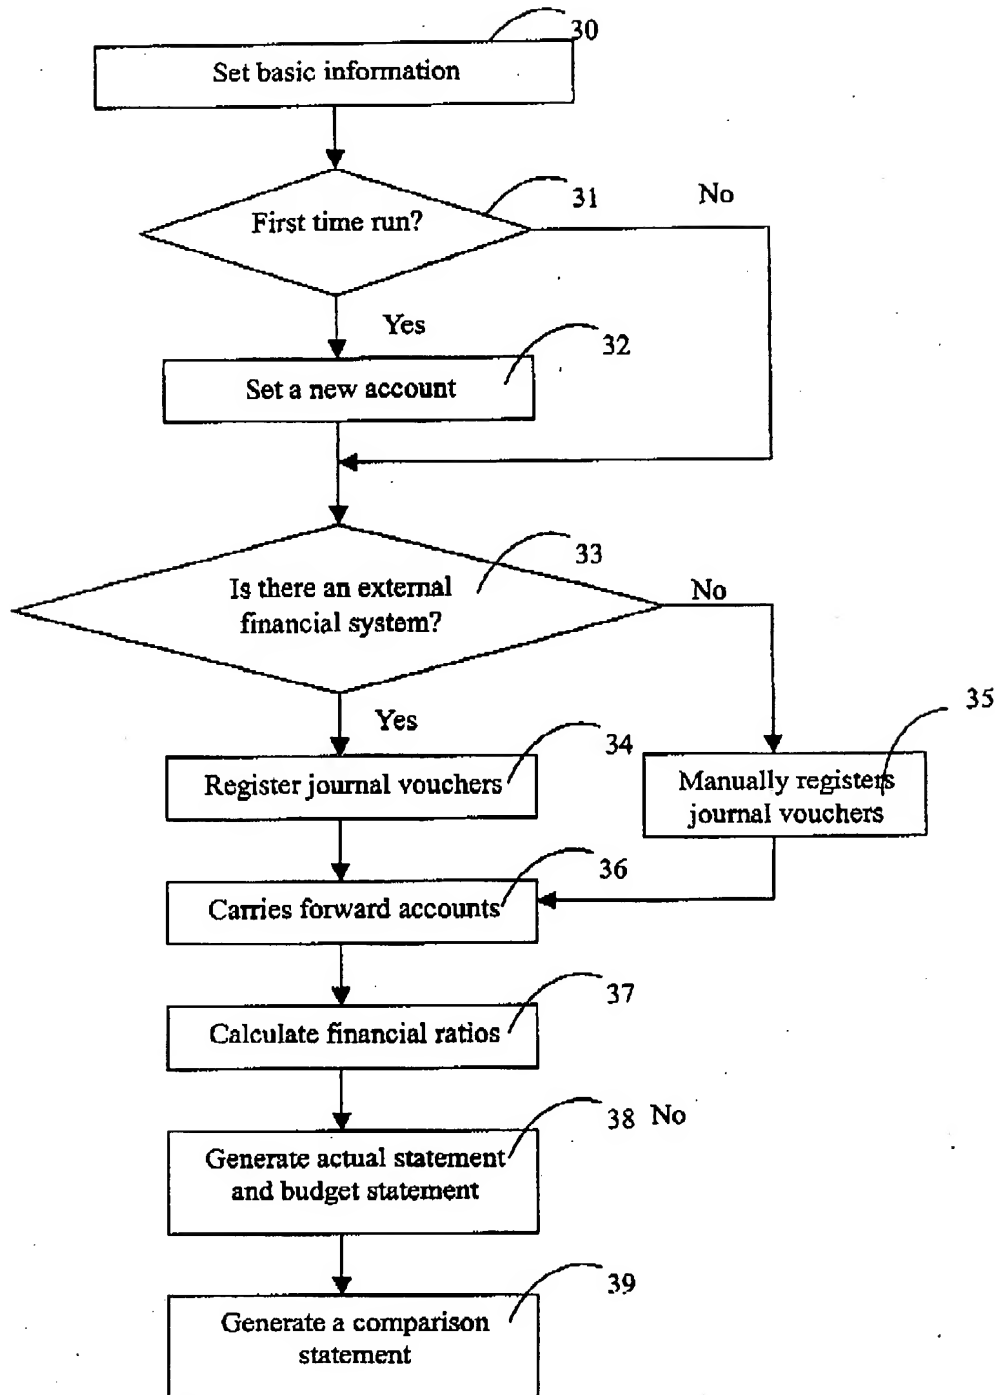 30
Set basic information
31
No
First time run?
Yes
32
Set a new account
33
Is there an external
financial system?
No
Yes
35
34
Register journal vouchers
Manually registers
journal vouchers
36
Carries forward accounts
37
Calculate financial ratios
38 No
Generate actual statement
and budget statement
39
Generate a comparison
statement